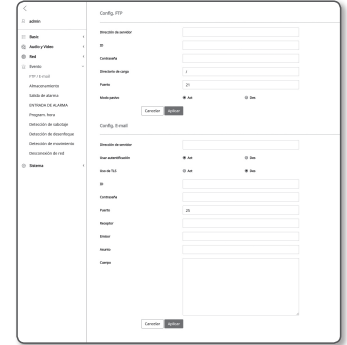 admin
Basic
Audio y Vídeo
Red
Evento
FTP / E-mail
Almacenamiento
Salida de alarma
ENTRADA DE ALARMA
Program. hora
Detección de sabotaje
Detección de desenfoque
Detección de movimiento
Desconexión de red
Sistema
Config. FTP
Dirección de servidor
ID
Contraseña
Directorio de carga
/
Puerto
21
Modo pasivo
Act
Des
Cancelar
Aplicar
Config. E-mail
Dirección de servidor
Usar autentificación
Act
Des
Uso de TLS
Act
Des
ID
Contraseña
Puerto
25
Receptor
Emisor
Asunto
Cuerpo
Cancelar
Aplicar